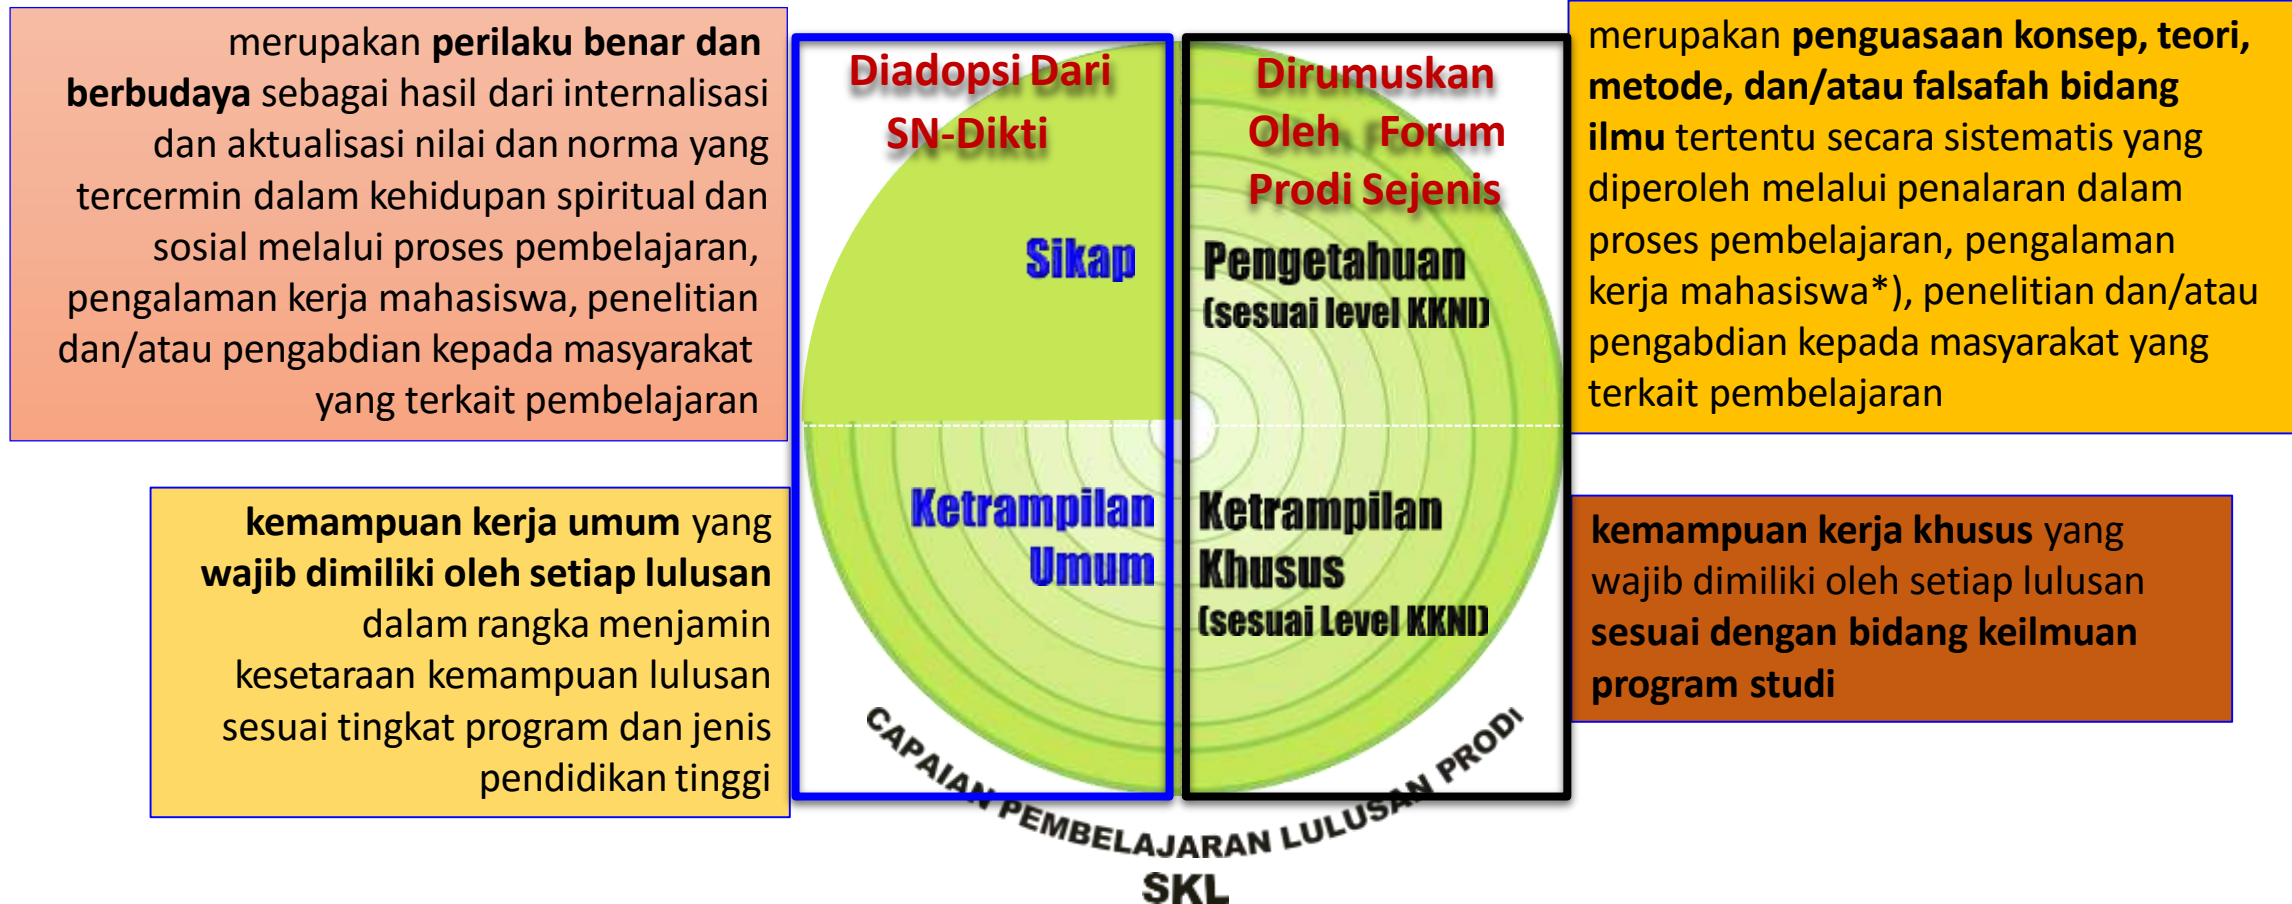 merupakan perilaku benar dan
berbudaya sebagai hasil dari internalisasi
dan aktualisasi nilai dan norma yang
tercermin dalam kehidupan spiritual dan
sosial melalui proses pembelajaran,
pengalaman kerja mahasiswa, penelitian
dan/atau pengabdian kepada masyarakat
yang terkait pembelajaran
kemampuan kerja umum yang
wajib dimiliki oleh setiap lulusan
dalam rangka menjamin
kesetaraan kemampuan lulusan
sesuai tingkat program dan jenis
pendidikan tinggi
Diadopsi Dari
SN-Dikti
Sikap
Ketrampilan
Umum
Dirumuskan
Oleh Forum
Prodi Sejenis
Pengetahuan
(sesuai level KKNI)
Ketrampilan
Khusus
(sesuai Level KKNI)
CAPAIAN PEMBELAJARAN LULUSAN PRODI
SKL
merupakan penguasaan konsep, teori,
metode, dan/atau falsafah bidang
ilmu tertentu secara sistematis yang
diperoleh melalui penalaran dalam
proses pembelajaran, pengalaman
kerja mahasiswa*), penelitian dan/atau
pengabdian kepada masyarakat yang
terkait pembelajaran
kemampuan kerja khusus yang
wajib dimiliki oleh setiap lulusan
sesuai dengan bidang keilmuan
program studi